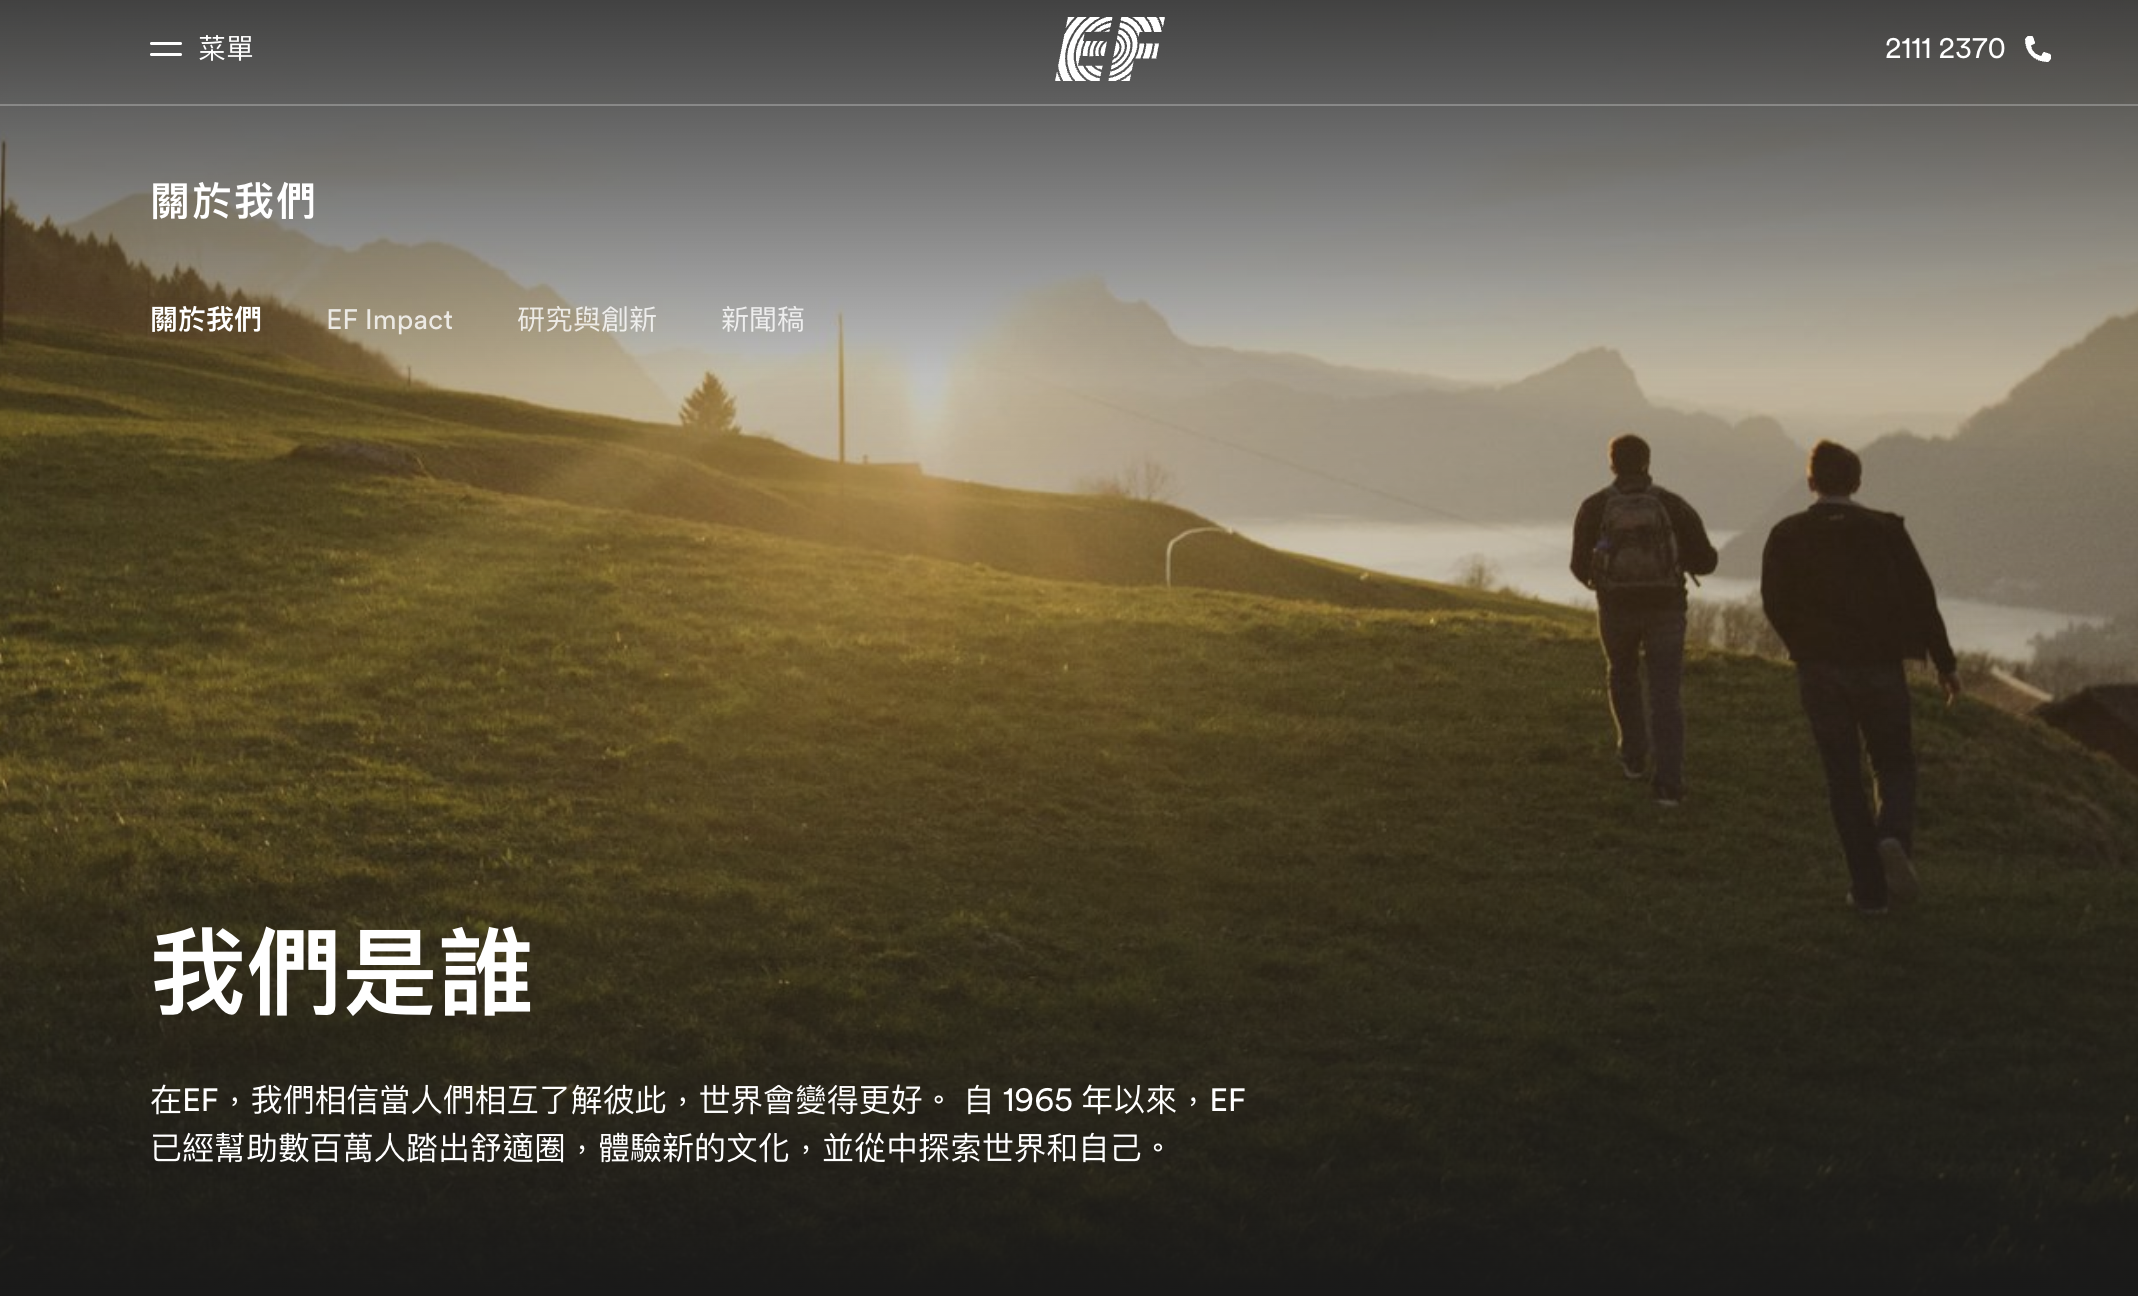 菜單
EF
2111 2370
關於我們
關於我們 EF Impact 研究與創新 新聞稿
我們是誰
在EF，我們相信當人們相互了解彼此，世界會變得更好。 自 1965 年以來，EF
已經幫助數百萬人踏出舒適圈，體驗新的文化，並從中探索世界和自己。